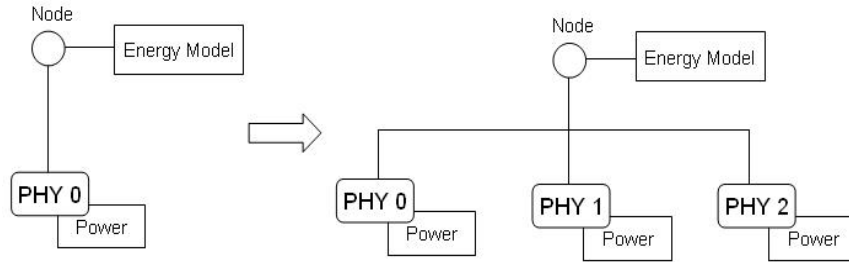 Node
Energy Model
PHY 0
Power
Node
Energy Model
PHY 0
Power
PHY 1
Power
PHY 2
Power